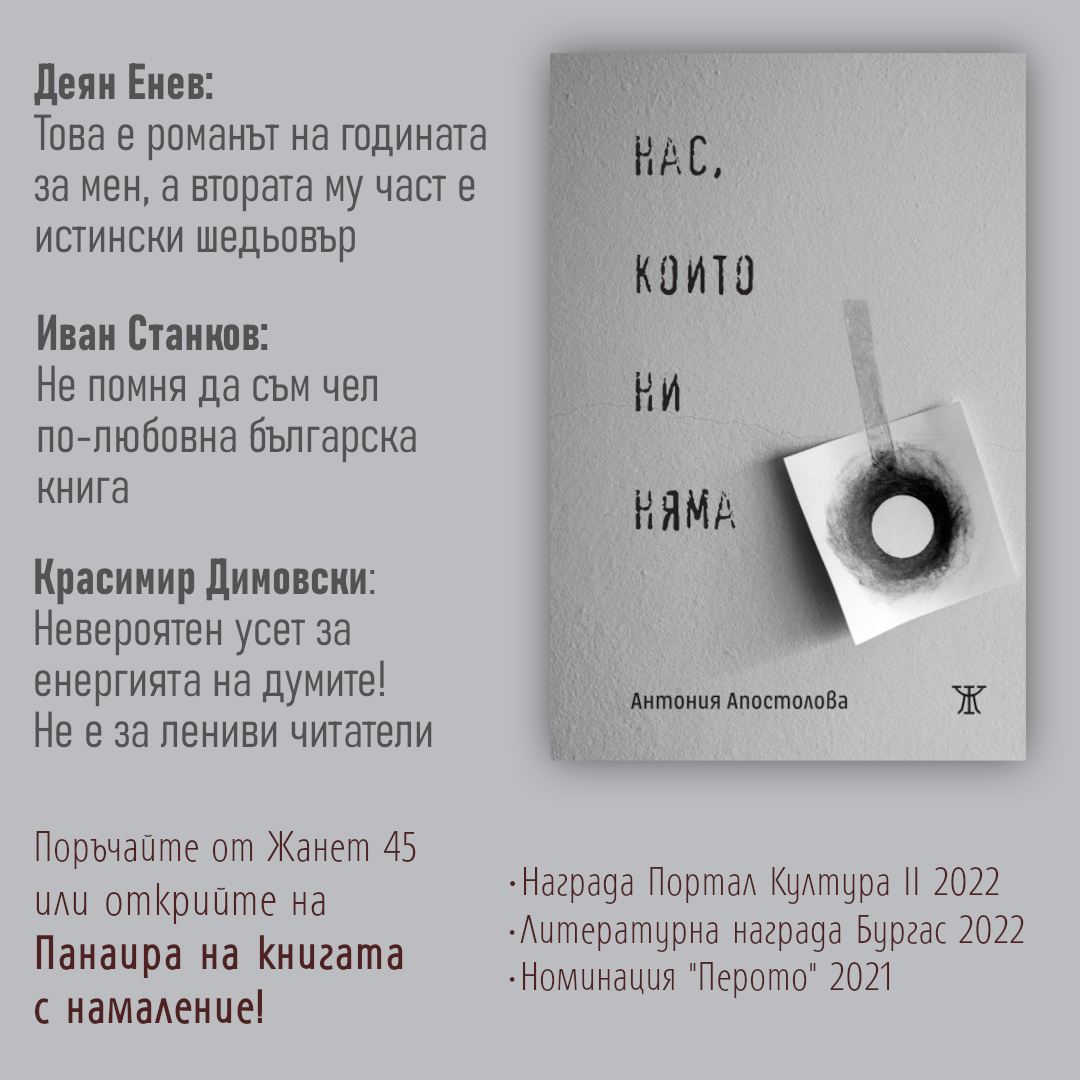 Деян Енев:
Това е романът на годината
за мен, а втората му част е
истински шедьовър
Иван Станков:
Не помня да съм чел
по-любовна българска
книга
Красимир Димовски:
Невероятен усет за
енергията на думите!
Не е за лениви читатели
НАС,
КОИТО
НИ
НЯМА
Антония Апостолова
Ж
Поръчайте от Жанет 45
или открийте на
Панаира на книгата
с намаление!
·Награда Портал Култура II 2022
·Литературна награда Бургас 2022
·Номинация "Перото" 2021